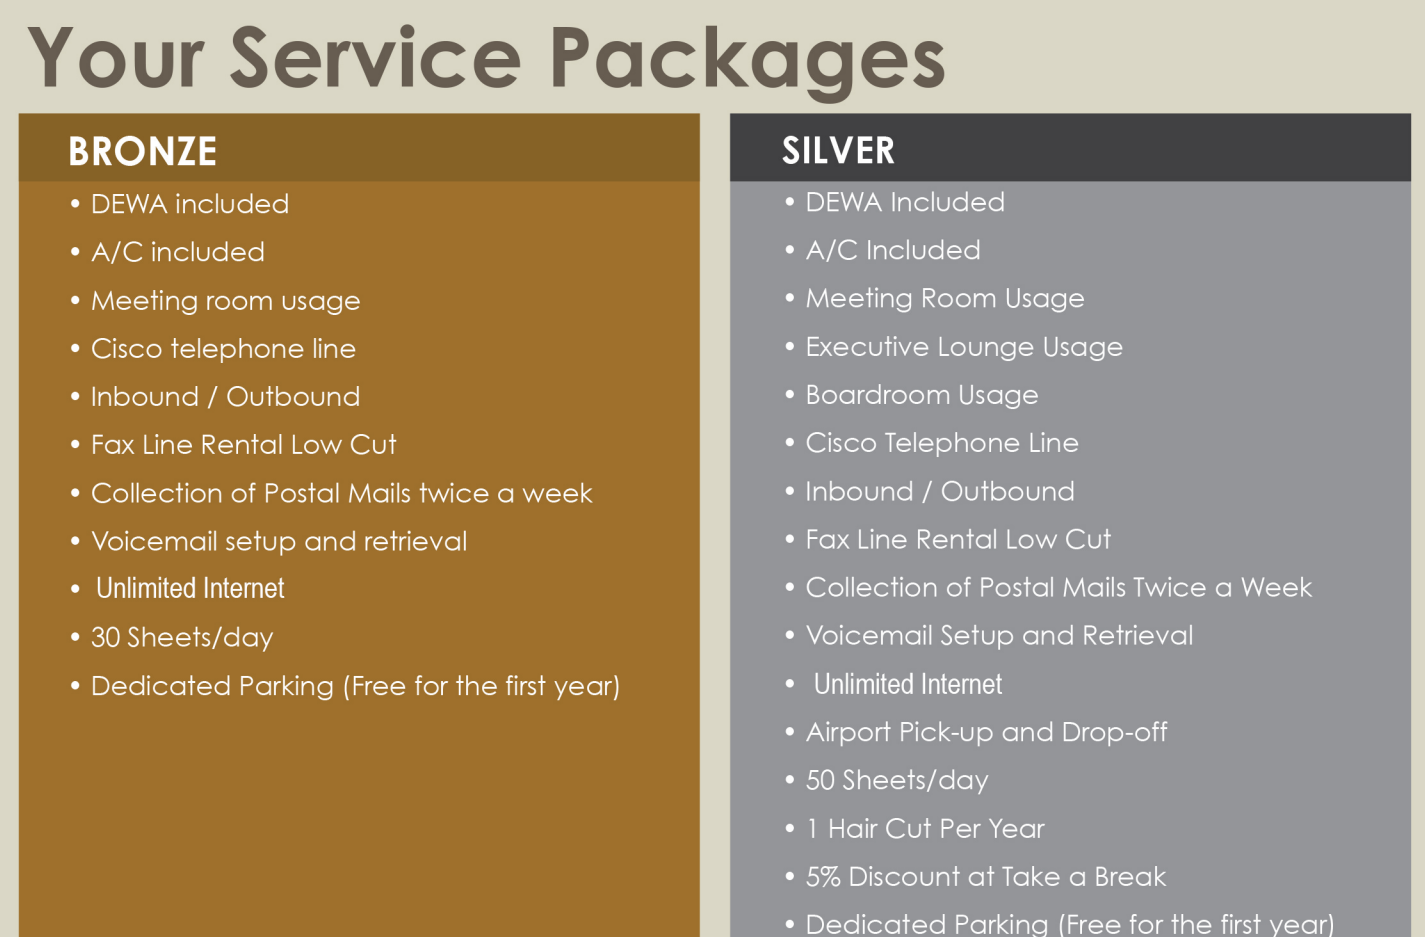 Your Service Packages
BRONZE
• DEWA included
• A/C included
• Meeting room usage
• Cisco telephone line
• Inbound / Outbound
• Fax Line Rental Low Cut
• Collection of Postal Mails twice a week
• Voicemail setup and retrieval
• Unlimited Internet
• 30 Sheets/day
• Dedicated Parking (Free for the first year)
SILVER
• DEWA Included
• A/C Included
• Meeting Room Usage
• Executive Lounge Usage
• Boardroom Usage
• Cisco Telephone Line
• Inbound / Outbound
• Fax Line Rental Low Cut
• Collection of Postal Mails Twice a Week
• Voicemail Setup and Retrieval
• Unlimited Internet
• Airport Pick-up and Drop-off
• 50 Sheets/day
• 1 Hair Cut Per Year
• 5% Discount at Take a Break
• Dedicated Parking (Free for the first year)